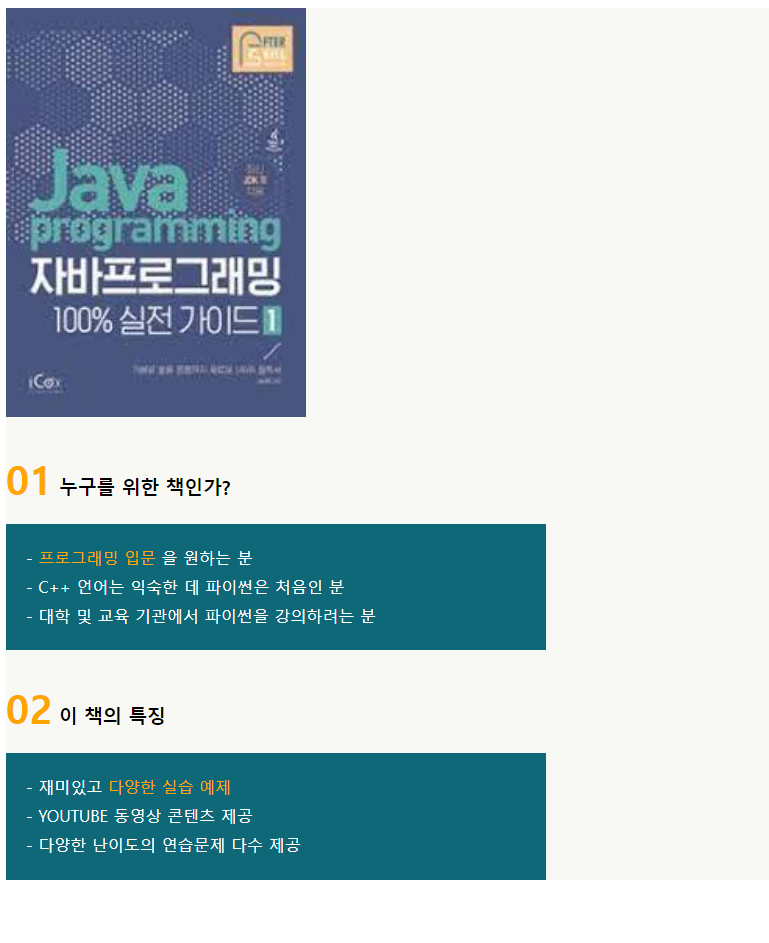 FTER
Java
JDK
programming
자바프로그래밍
100% 실전 가이드 1
iCox
01 누구를 위한 책인가?
- 프로그래밍 입문 을 원하는 분
- C++ 언어는 익숙한 데 파이썬은 처음인 분
- 대학 및 교육 기관에서 파이썬을 강의하려는 분
02 이 책의 특징
- 재미있고 다양한 실습 예제
- YOUTUBE 동영상 콘텐츠 제공
- 다양한 난이도의 연습문제 다수 제공